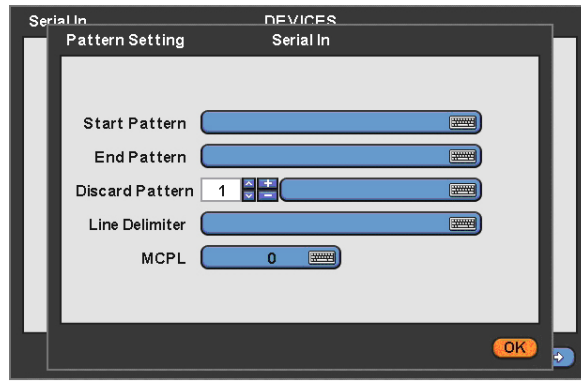 Serial In DEVICES
Pattern Setting Serial In
Start Pattern
End Pattern
Discard Pattern 1
Line Delimiter
MCPL 0
OK